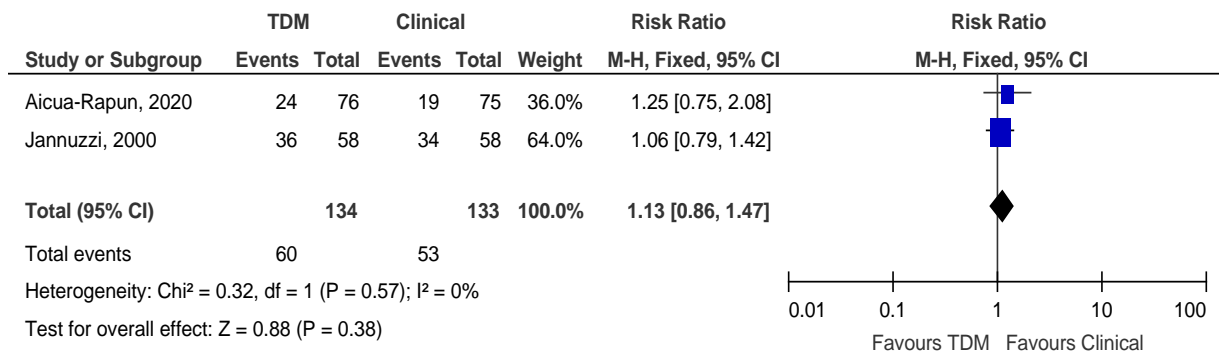 TDM Clinical Risk Ratio Risk Ratio
Study or Subgroup Events Total Events Total Weight M-H, Fixed, 95% CI M-H, Fixed, 95% CI
Aicua-Rapun, 2020 24 76 19 75 36.0% 1.25 [0.75, 2.08]
Jannuzzi, 2000 36 58 34 58 64.0% 1.06 [0.79, 1.42]
Total (95% CI) 134 133 100.0% 1.13 [0.86, 1.47]
Total events 60 53
Heterogeneity: Chi² = 0.32, df = 1 (P = 0.57); I² = 0%
Test for overall effect: Z = 0.88 (P = 0.38)
0.01 0.1 1 10 100
Favours TDM Favours Clinical